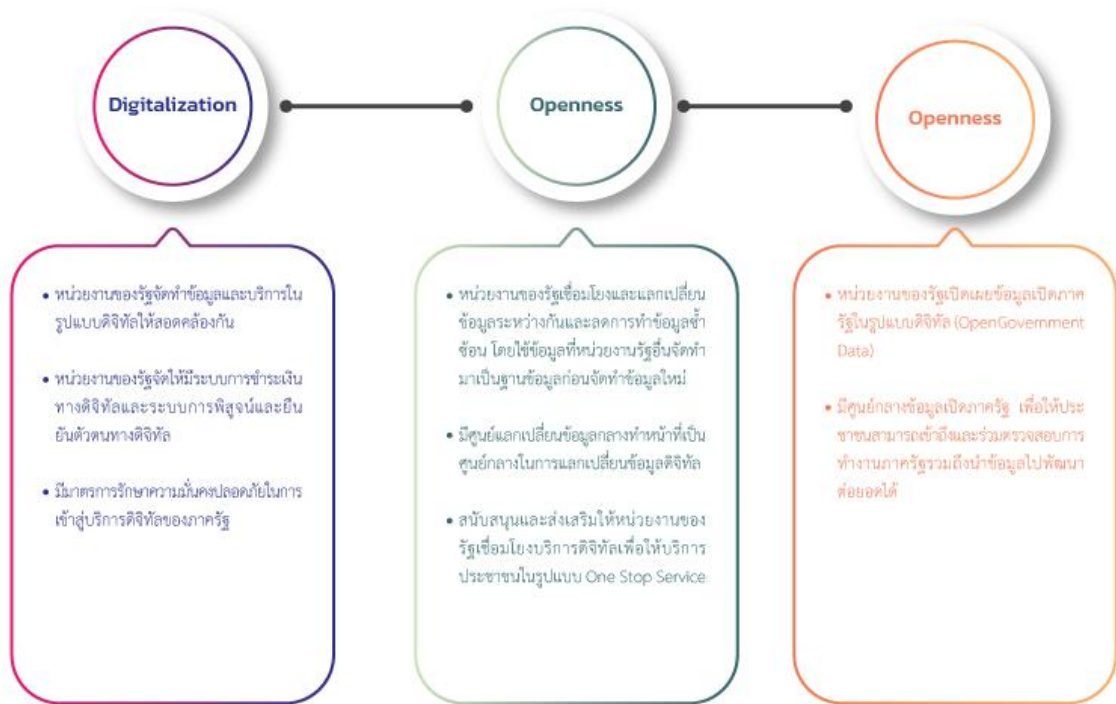 Digitalization
Openness
Openness
• หน่วยงานของรัฐจัดทำข้อมูลและบริการใน
รูปแบบดิจิทัลให้สอดคล้องกัน
• หน่วยงานของรัฐจัดให้มีระบบการชำระเงิน
ทางดิจิทัลและระบบการพิสูจน์และยืน
ยันตัวตนทางดิจิทัล
• มีมาตรการรักษาความมั่นคงปลอดภัยในการ
เข้าสู่บริการดิจิทัลของภาครัฐ
• หน่วยงานของรัฐเชื่อมโยงและแลกเปลี่ยน
ข้อมูลระหว่างกันและลดการทำข้อมูลซ้ำ
ซ้อน โดยใช้ข้อมูลที่หน่วยงานรัฐอื่นจัดทำ
มาเป็นฐานข้อมูลก่อนจัดทำข้อมูลใหม่
• มีศูนย์แลกเปลี่ยนข้อมูลกลางทำหน้าที่เป็น
ศูนย์กลางในการแลกเปลี่ยนข้อมูลดิจิทัล
• สนับสนุนและส่งเสริมให้หน่วยงานของ
รัฐเชื่อมโยงบริการดิจิทัลเพื่อให้บริการ
ประชาชนในรูปแบบ One Stop Service
• หน่วยงานของรัฐเปิดเผยข้อมูลเปิดภาค
รัฐในรูปแบบดิจิทัล (OpenGovernment
Data)
• มีศูนย์กลางข้อมูลเปิดภาครัฐ เพื่อให้ประ
ชาชนสามารถเข้าถึงและร่วมตรวจสอบการ
ทำงานภาครัฐรวมถึงนำข้อมูลไปพัฒนา
ต่อยอดได้